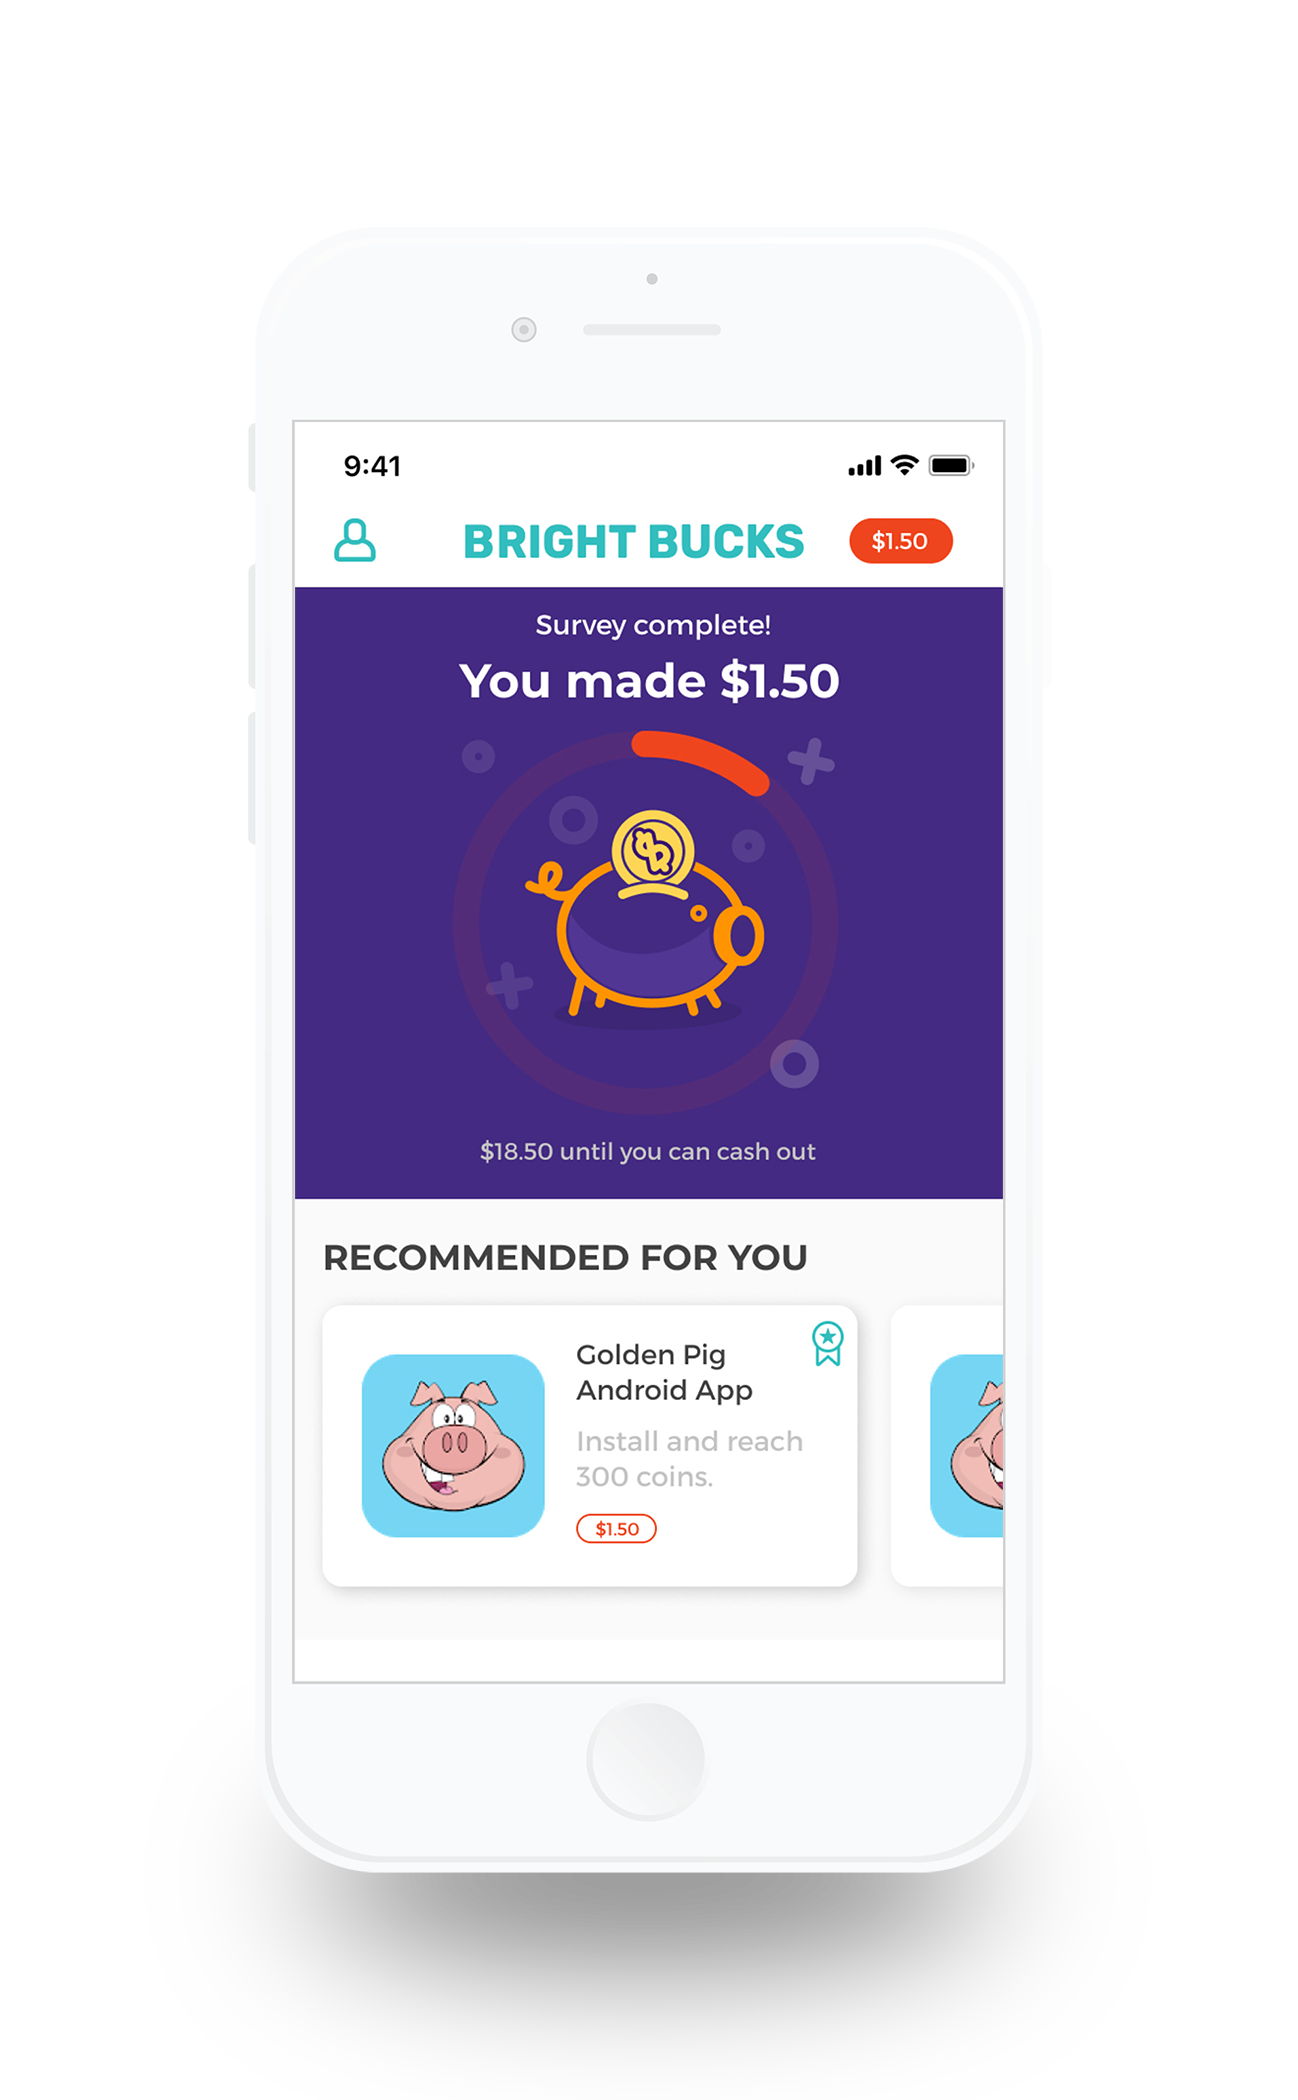 9:41
BRIGHT BUCKS
$1.50
Survey complete!
You made $1.50
$18.50 until you can cash out
RECOMMENDED FOR YOU
Golden Pig
Android App
Install and reach
300 coins.
$1.50